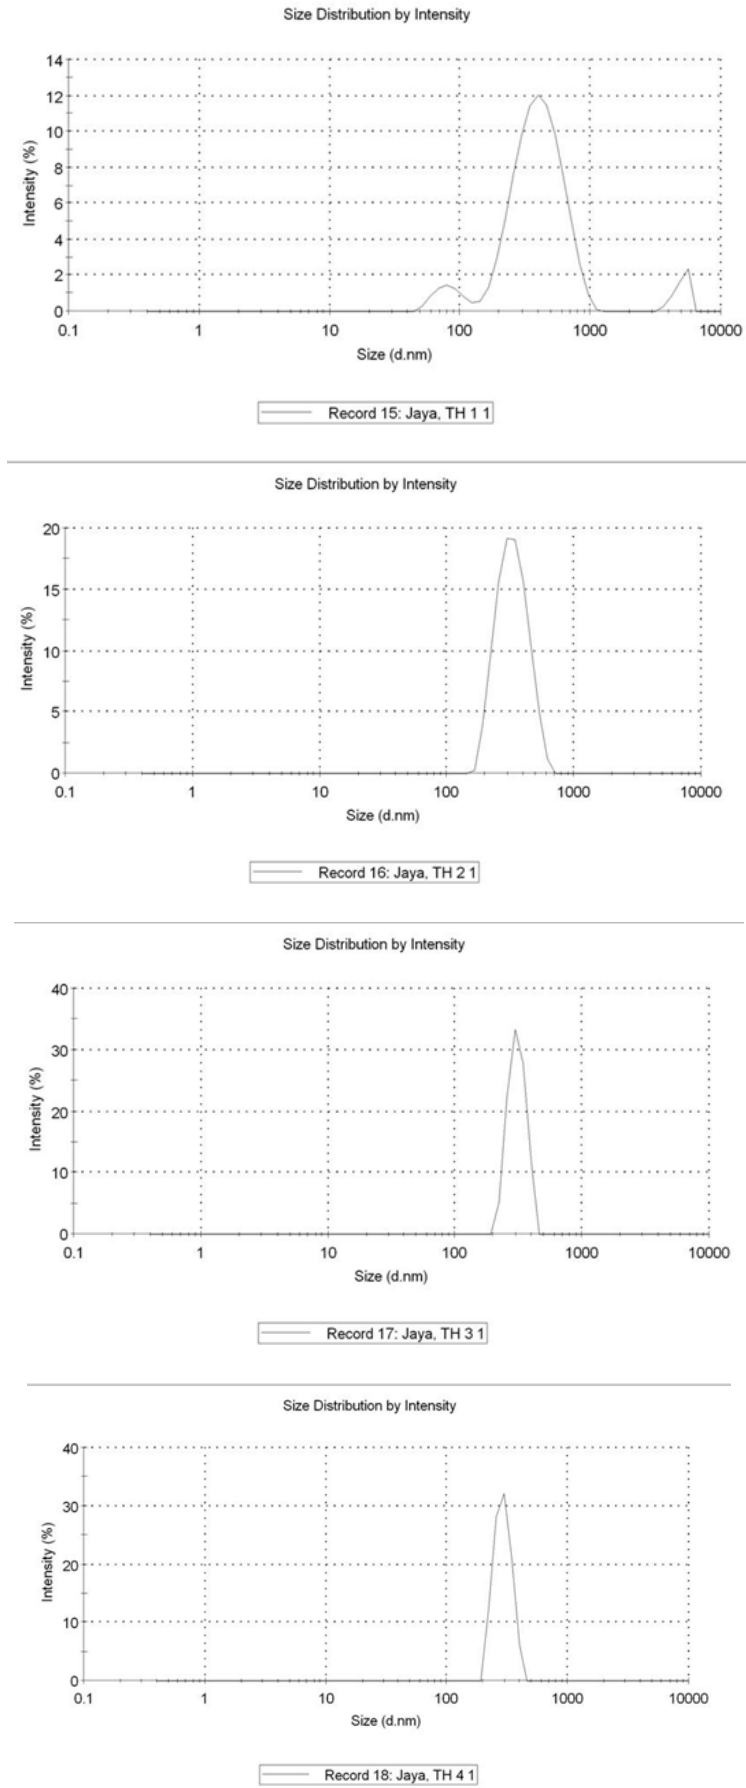 Size Distribution by Intensity
14
12
10
8
6
4
2
0
Intensity (%)
0.1 1 10 100 1000 10000
Size (d.nm)
Record 15: Jaya, TH 1 1
Size Distribution by Intensity
20
15
10
5
0
Intensity (%)
0.1 1 10 100 1000 10000
Size (d.nm)
Record 16: Jaya, TH 2 1
Size Distribution by Intensity
40
30
20
10
0
Intensity (%)
0.1 1 10 100 1000 10000
Size (d.nm)
Record 17: Jaya, TH 3 1
Size Distribution by Intensity
40
30
20
10
0
Intensity (%)
0.1 1 10 100 1000 10000
Size (d.nm)
Record 18: Jaya, TH 4 1